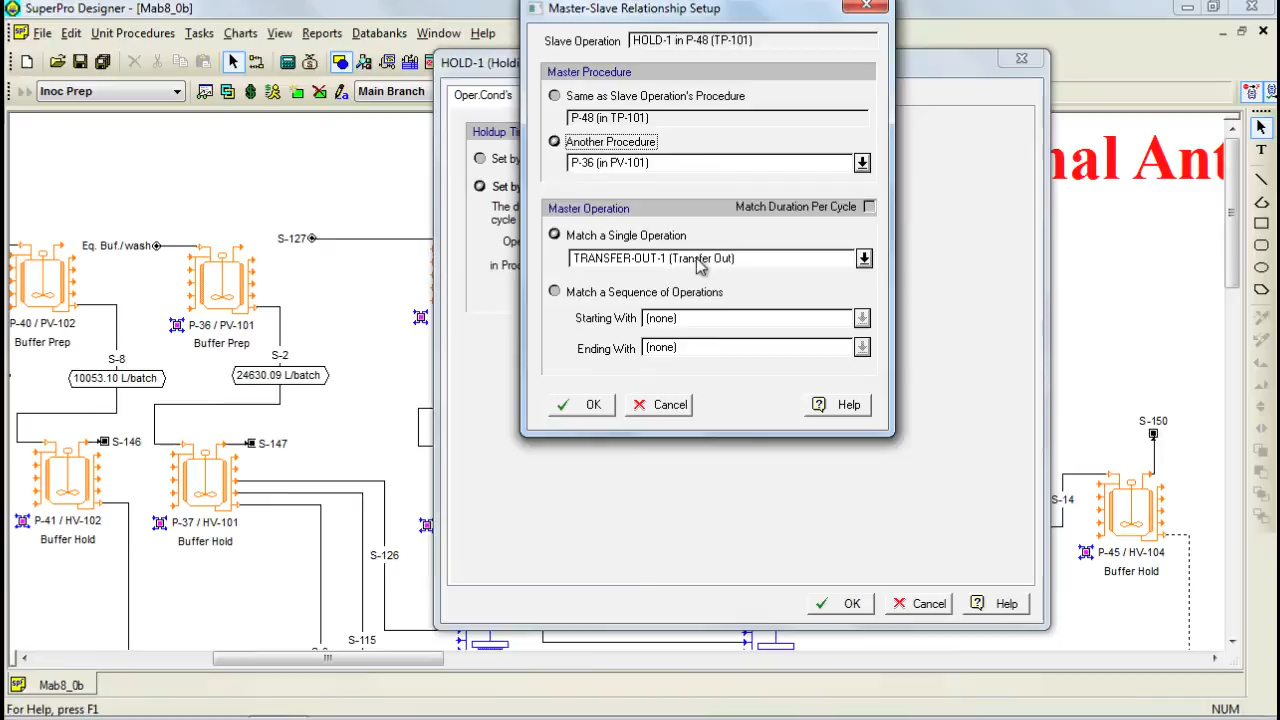 SuperPro Designer - [Mab8_0b]
File Edit Unit Procedures Tasks Charts View Reports Databanks Window Help
Inoc Prep
Main Branch
Master-Slave Relationship Setup
Slave Operation HOLD-1 in P-48 (TP-101)
Master Procedure
Same as Slave Operation's Procedure
P-48 (in TP-101)
Another Procedure
P-36 (in PV-101)
Master Operation
Match Duration Per Cycle
Match a Single Operation
TRANSFER-OUT-1 (Transfer Out)
Match a Sequence of Operations
Starting With (none)
Ending With (none)
OK Cancel Help
HOLD-1 (Holdi
Oper.Cond's
Holdup Ti
Set by
Set by
The d
cycle
Ope
in Proc
OK Cancel Help
nal Ant
Eq. Buf./wash
S-127
P-40 / PV-102
Buffer Prep
P-36 / PV-101
Buffer Prep
S-8
10053.10 L/batch
S-2
24630.09 L/batch
S-146
S-147
P-41 / HV-102
Buffer Hold
P-37 / HV-101
Buffer Hold
S-126
S-115
S-150
S-14
P-45 / HV-104
Buffer Hold
Mab8_0b
For Help, press F1
NUM